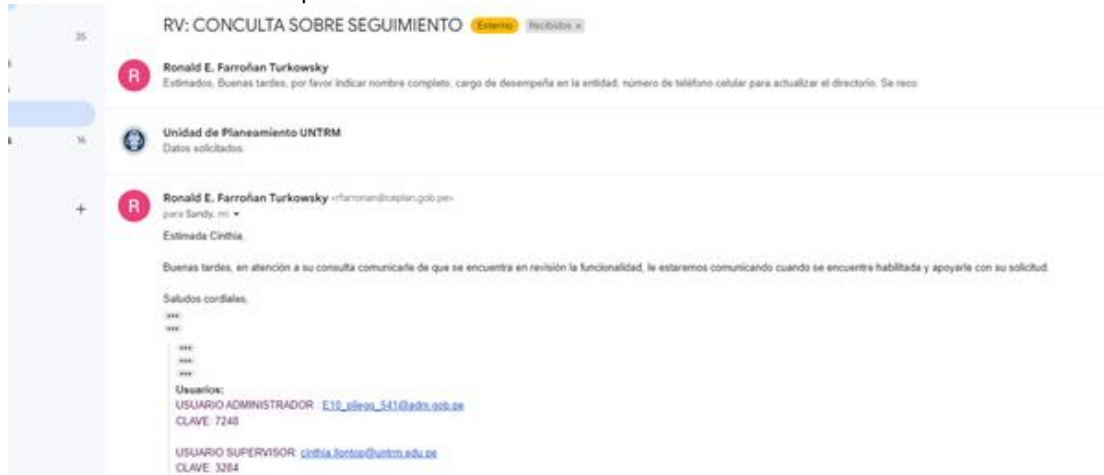 RV: CONCULTA SOBRE SEGUIMIENTO Externo Recibidos x
35
R
Ronald E. Farroñan Turkowsky
Estimados, Buenas tardes, por favor indicar nombre completo, cargo de desempeña en la entidad, número de teléfono celular para actualizar el directorio. Se reco
16
Unidad de Planeamiento UNTRM
Datos solicitados:
R
Ronald E. Farroñan Turkowsky <rfarronan@ceplan.gob.pe>
para Sandy, mí
Estimada Cinthia,
Buenas tardes, en atención a su consulta comunicarle de que se encuentra en revisión la funcionalidad, le estaremos comunicando cuando se encuentre habilitada y apoyarle con su solicitud.
Saludos cordiales,
Usuarios:
USUARIO ADMINISTRADOR : E10_pliego_541@adm.gob.pe
CLAVE: 7248
USUARIO SUPERVISOR: cinthia.llontop@untrm.edu.pe
CLAVE: 3284